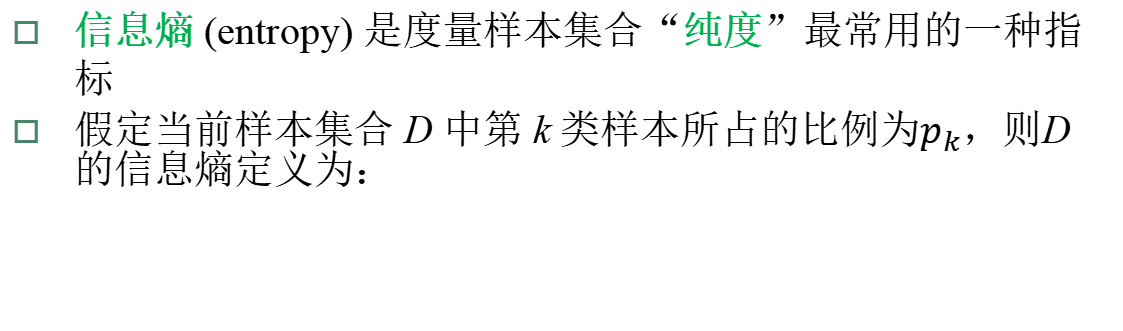 信息熵 (entropy) 是度量样本集合“纯度”最常用的一种指
标
假定当前样本集合 D 中第 k 类样本所占的比例为pₖ，则D
的信息熵定义为：